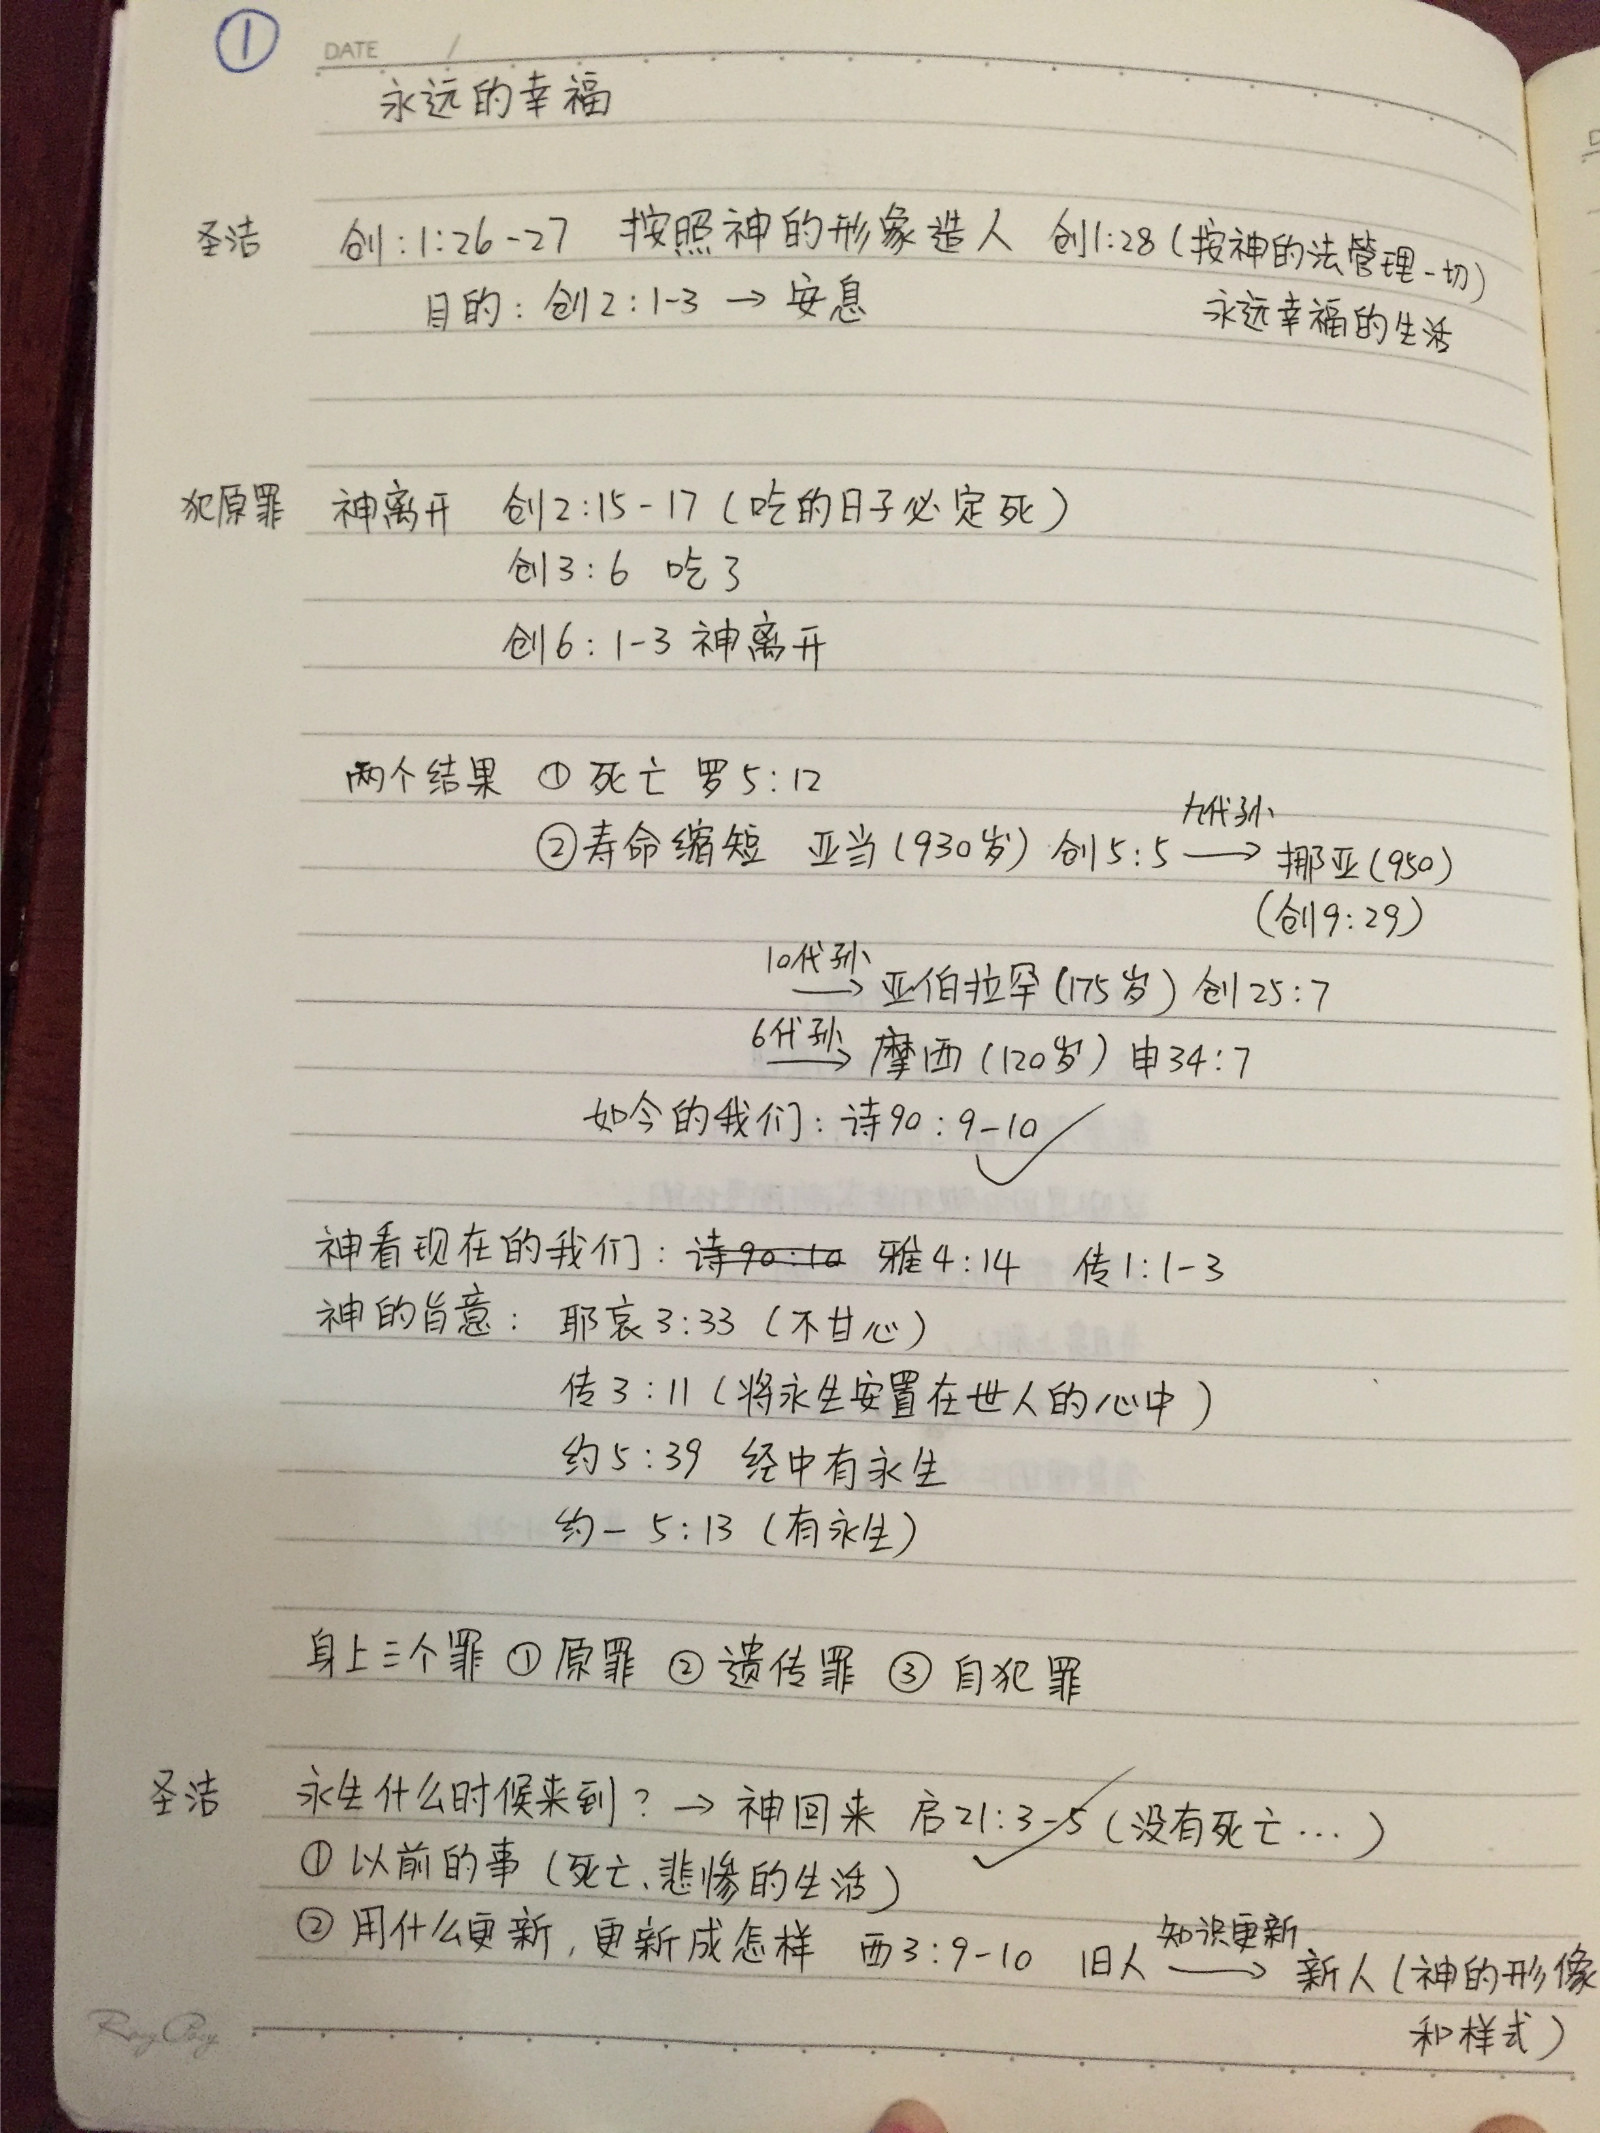 ①
DATE /
永远的幸福
圣洁 创:1:26-27 按照神的形象造人 创1:28(按神的法管理一切)
目的:创2:1-3 → 安息 永远幸福的生活
犯原罪 神离开 创2:15-17(吃的日子必定死)
创3:6 吃了
创6:1-3 神离开
两个结果 ①死亡 罗5:12
九代孙
②寿命缩短 亚当(930岁)创5:5 → 挪亚(950)
(创9:29)
10代孙
→ 亚伯拉罕(175岁)创25:7
6代孙
→ 摩西(120岁)申34:7
如今的我们:诗90:9-10 ✓
神看现在的我们:诗90:10 雅4:14 传1:1-3
神的旨意:耶哀3:33(不甘心)
传3:11(将永生安置在世人的心中)
约5:39 经中有永生
约一5:13(有永生)
身上三个罪 ①原罪 ②遗传罪 ③自犯罪
圣洁 永生什么时候来到?→ 神回来 启21:3-5(没有死亡…) ✓
①以前的事(死亡、悲惨的生活)
知识更新
②用什么更新,更新成怎样 西3:9-10 旧人 → 新人(神的形像
和样式)